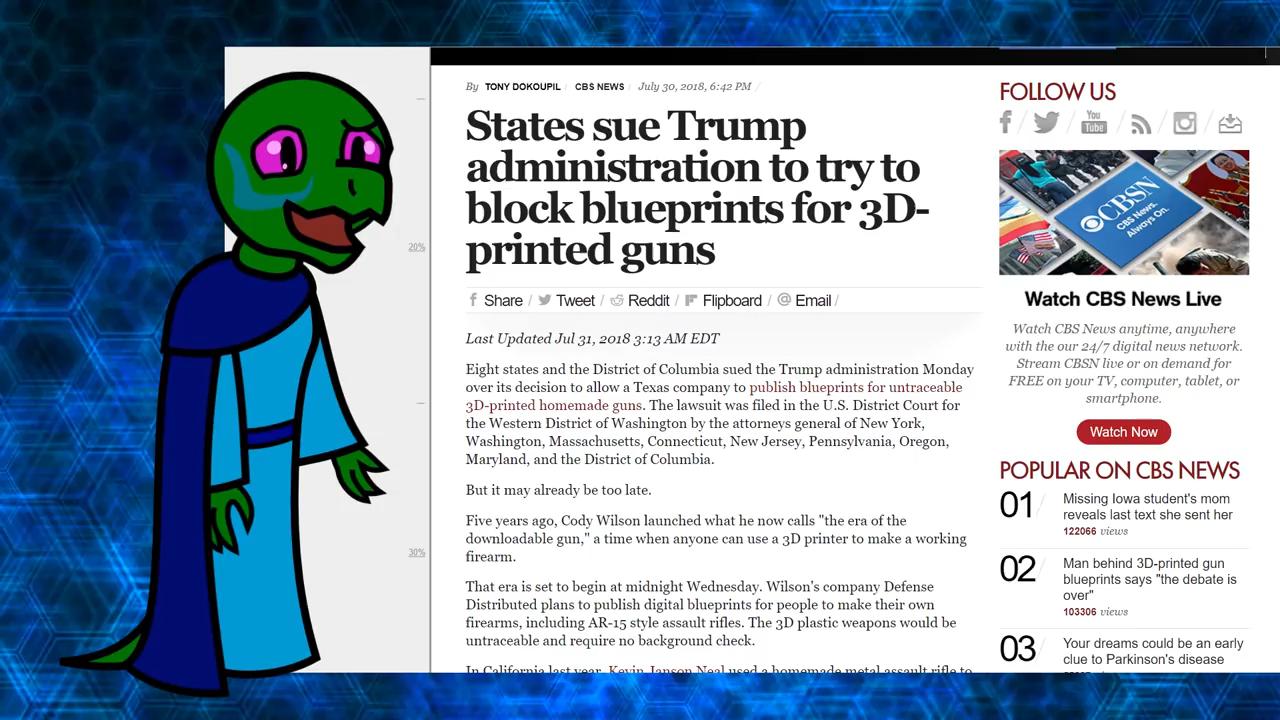 By TONY DOKOUPIL / CBS NEWS / July 30, 2018, 6:42 PM /
States sue Trump
administration to try to
block blueprints for 3D-
printed guns
Share / Tweet / Reddit / Flipboard / Email /
Last Updated Jul 31, 2018 3:13 AM EDT
Eight states and the District of Columbia sued the Trump administration Monday
over its decision to allow a Texas company to publish blueprints for untraceable
3D-printed homemade guns. The lawsuit was filed in the U.S. District Court for
the Western District of Washington by the attorneys general of New York,
Washington, Massachusetts, Connecticut, New Jersey, Pennsylvania, Oregon,
Maryland, and the District of Columbia.
But it may already be too late.
Five years ago, Cody Wilson launched what he now calls "the era of the
downloadable gun," a time when anyone can use a 3D printer to make a working
firearm.
That era is set to begin at midnight Wednesday. Wilson's company Defense
Distributed plans to publish digital blueprints for people to make their own
firearms, including AR-15 style assault rifles. The 3D plastic weapons would be
untraceable and require no background check.
In California last year, Kevin Janson Neal used a homemade metal assault rifle to
20%
30%
FOLLOW US
You
Tube
CBSN
CBS News.
Always On.
Watch CBS News Live
Watch CBS News anytime, anywhere
with the our 24/7 digital news network.
Stream CBSN live or on demand for
FREE on your TV, computer, tablet, or
smartphone.
Watch Now
POPULAR ON CBS NEWS
01 / Missing Iowa student's mom
reveals last text she sent her
122066 views
02 / Man behind 3D-printed gun
blueprints says "the debate is
over"
103306 views
03 / Your dreams could be an early
clue to Parkinson's disease